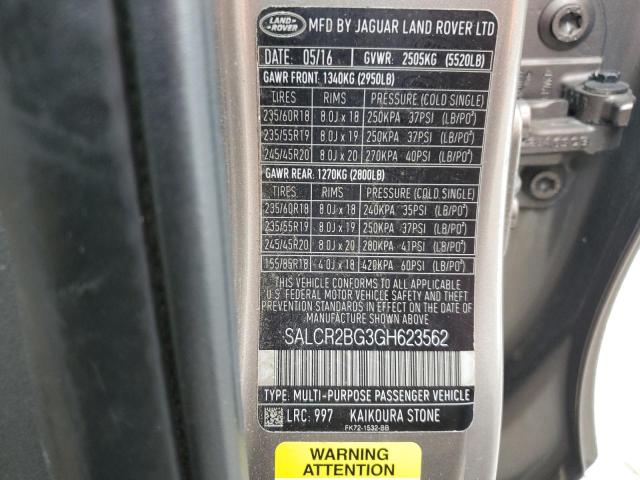 LAND ROVER MFD BY JAGUAR LAND ROVER LTD
DATE: 05/16 GVWR: 2505KG (5520LB)
GAWR FRONT: 1340KG (2950LB)
TIRES RIMS PRESSURE (COLD SINGLE)
235/60R18 8.0J x 18 250KPA 37PSI (LB/PO²)
235/55R19 8.0J x 19 250KPA 37PSI (LB/PO²)
245/45R20 8.0J x 20 270KPA 40PSI (LB/PO²)
GAWR REAR: 1270KG (2800LB)
TIRES RIMS PRESSURE (COLD SINGLE)
235/60R18 8.0J x 18 240KPA 35PSI (LB/PO²)
235/55R19 8.0J x 19 250KPA 37PSI (LB/PO²)
245/45R20 8.0J x 20 280KPA 41PSI (LB/PO²)
155/85R18 4.0J x 18 420KPA 60PSI (LB/PO²)
THIS VEHICLE CONFORMS TO ALL APPLICABLE
U.S. FEDERAL MOTOR VEHICLE SAFETY AND THEFT
PREVENTION STANDARDS IN EFFECT ON THE DATE
OF MANUFACTURE SHOWN ABOVE.
SALCR2BG3GH623562
TYPE: MULTI-PURPOSE PASSENGER VEHICLE
LRC: 997 KAIKOURA STONE
FK72-1532-BB
WARNING
ATTENTION